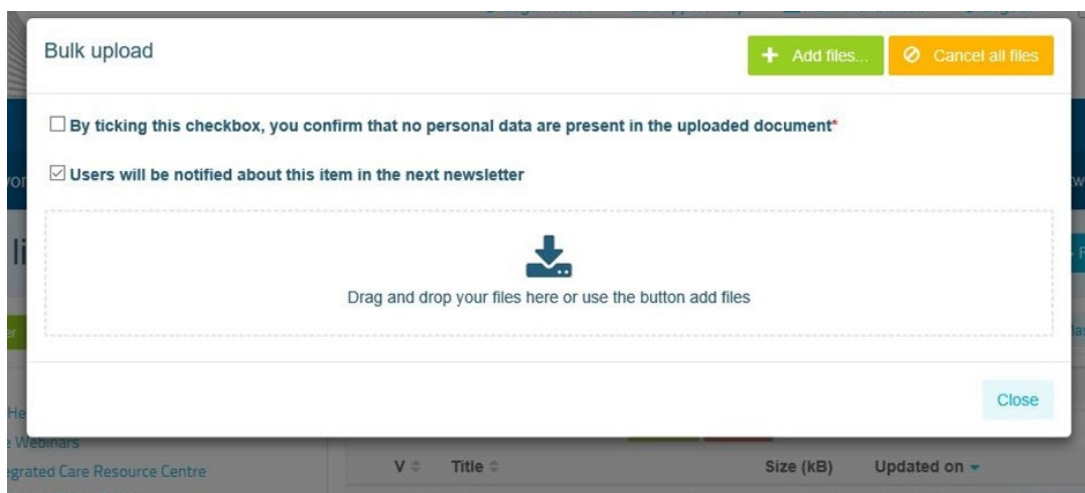 Bulk upload
Add files...
Cancel all files
By ticking this checkbox, you confirm that no personal data are present in the uploaded document*
Users will be notified about this item in the next newsletter
Drag and drop your files here or use the button add files
Close
Webinars
egrated Care Resource Centre
V
Title
Size (kB)
Updated on